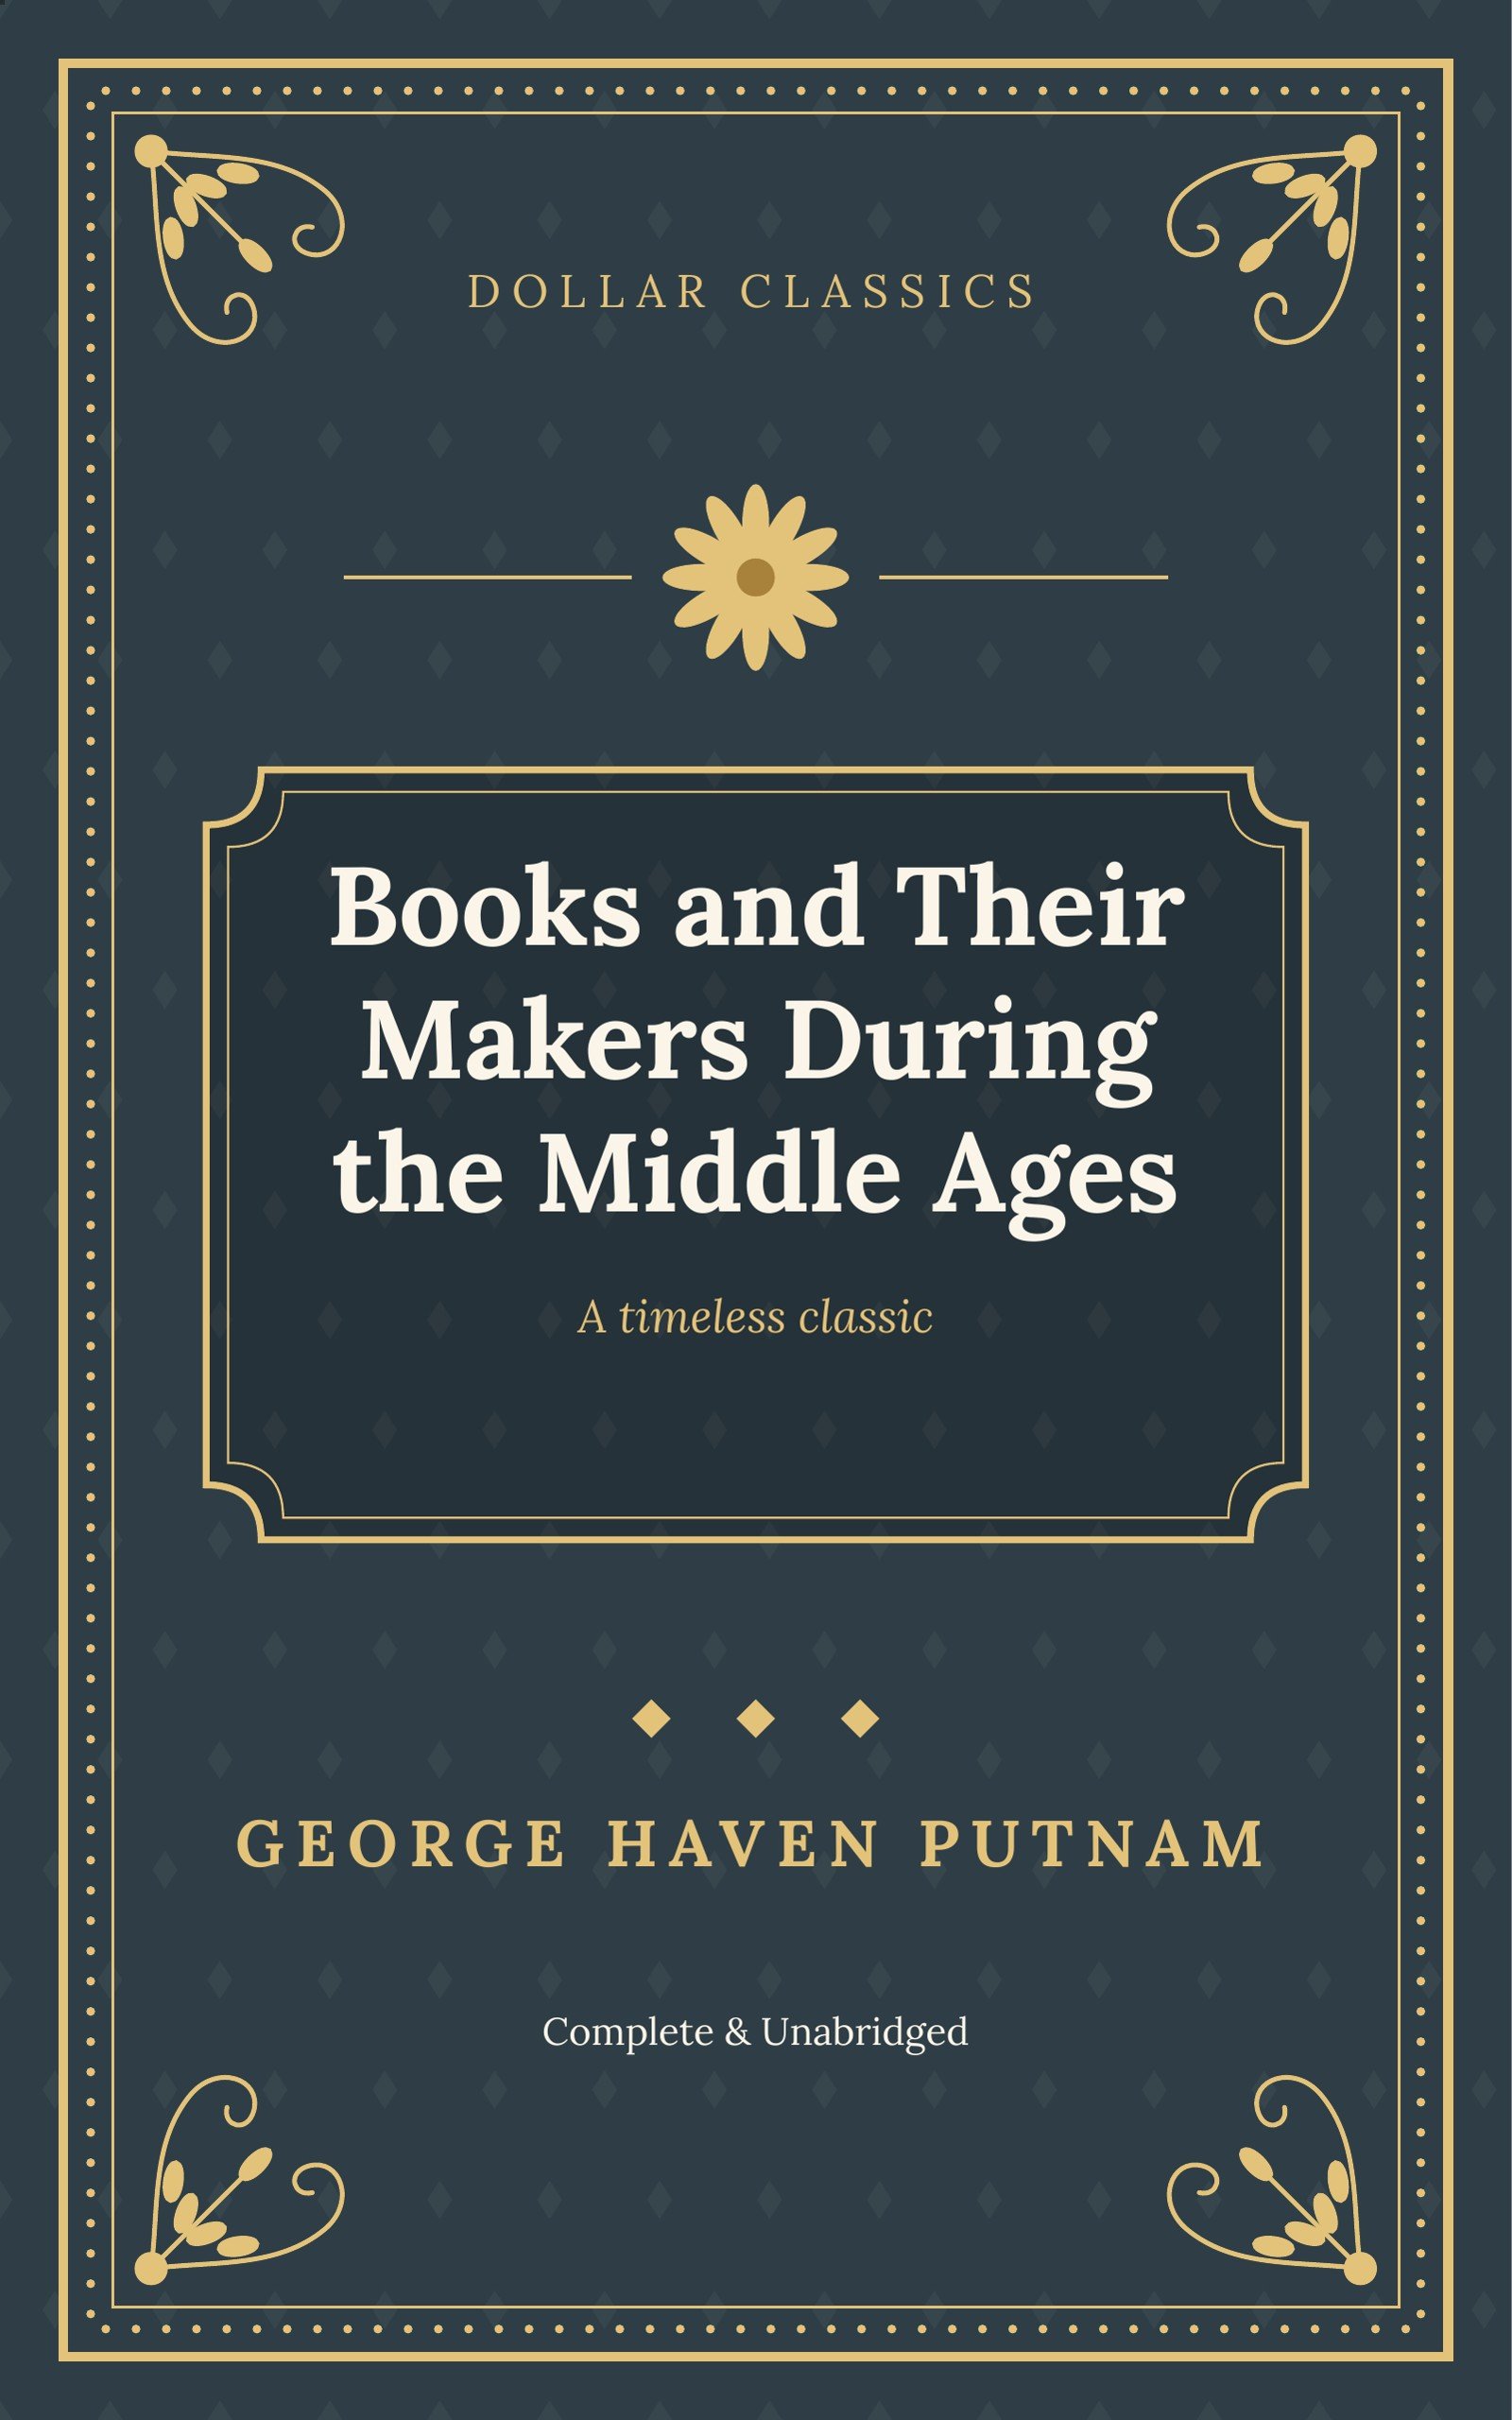 DOLLAR CLASSICS
Books and Their
Makers During
the Middle Ages
A timeless classic
GEORGE HAVEN PUTNAM
Complete & Unabridged